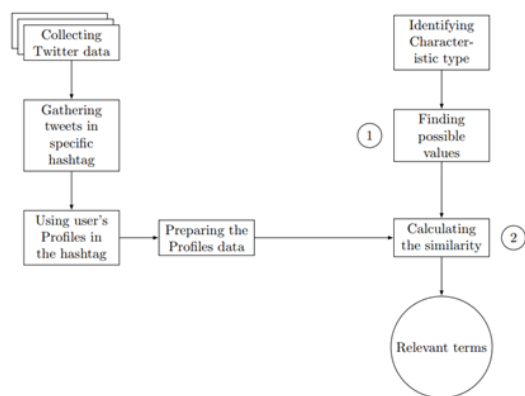 Collecting
Twitter data
Gathering
tweets in
specific
hashtag
Using user's
Profiles in
the hashtag
Preparing the
Profiles data
Identifying
Character-
istic type
1
Finding
possible
values
Calculating
the similarity
2
Relevant terms